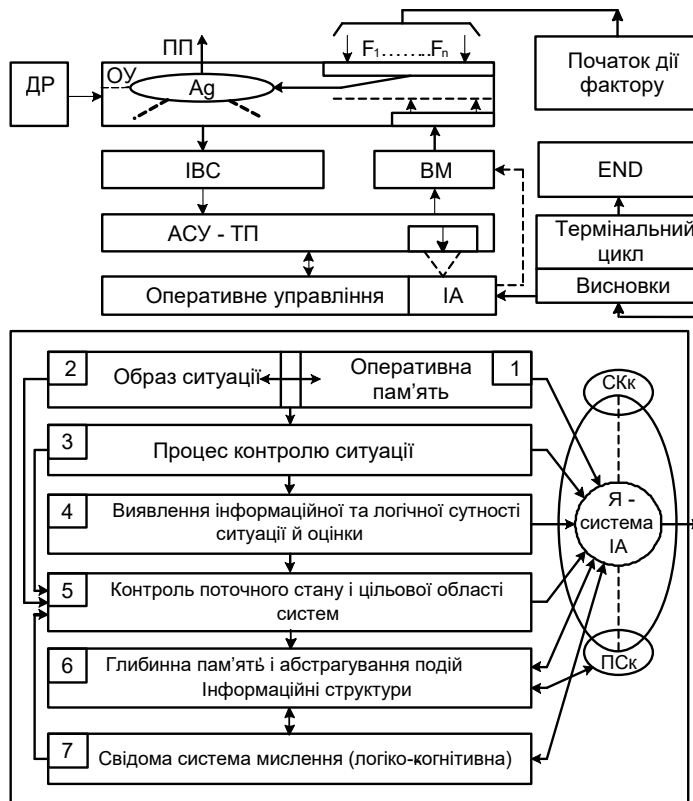 ПП
F1........Fn
Початок дії
фактору
ДР
ОУ
Ag
ІВС
ВМ
END
АСУ - ТП
Термінальний
цикл
Оперативне управління
ІА
Висновки
2
Образ ситуації
Оперативна
пам’ять
1
СКк
3
Процес контролю ситуації
4
Виявлення інформаційної та логічної сутності
ситуації й оцінки
Я -
система
ІА
5
Контроль поточного стану і цільової області
систем
6
Глибинна пам’ять і абстрагування подій
Інформаційні структури
ПСк
7
Свідома система мислення (логіко-когнітивна)